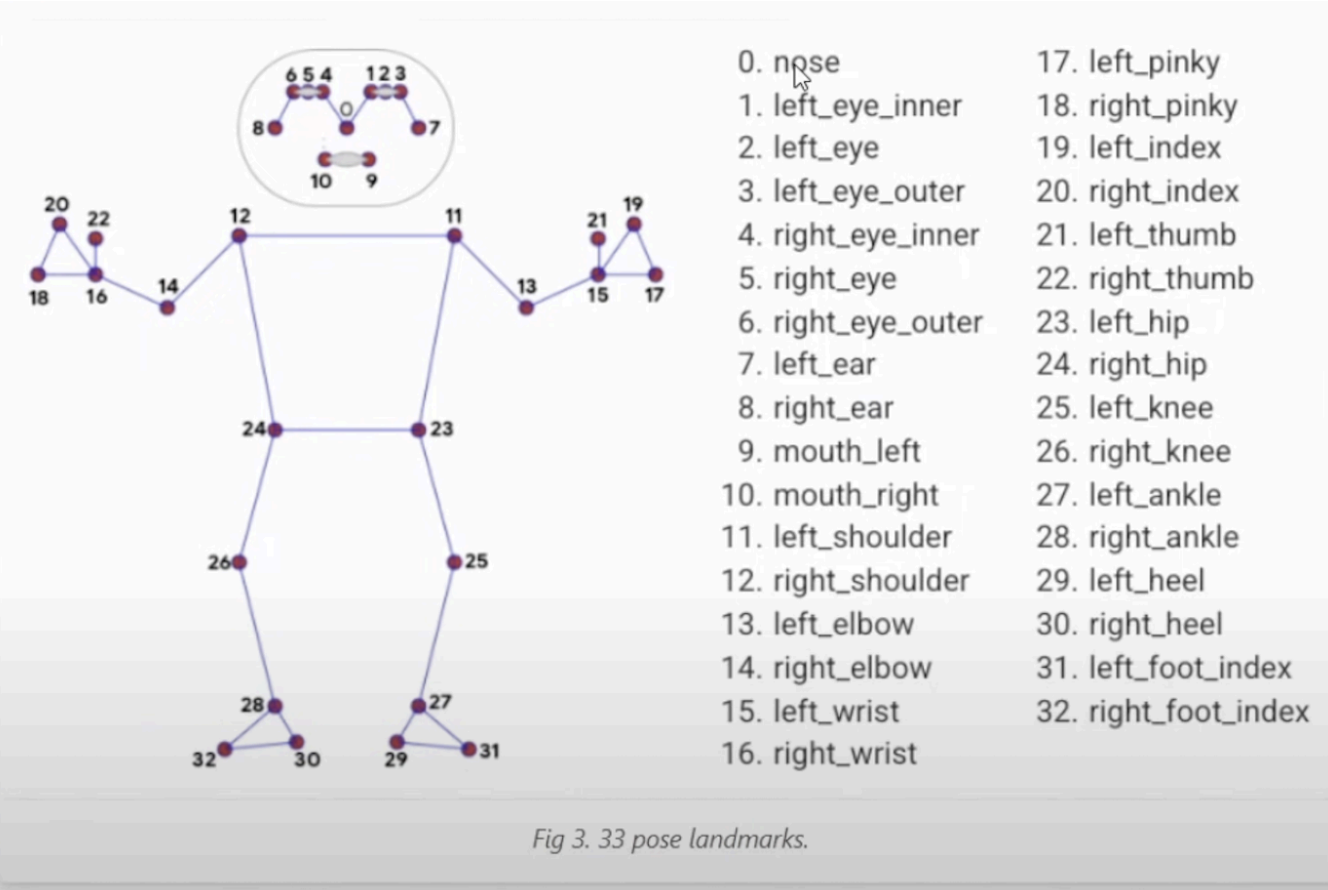 6 5 4 1 2 3
0
8 7
10 9
20 22 12 11 21 19
18 16 14 13 15 17
24 23
26 25
28 27
32 30 29 31
0. nose
1. left_eye_inner
2. left_eye
3. left_eye_outer
4. right_eye_inner
5. right_eye
6. right_eye_outer
7. left_ear
8. right_ear
9. mouth_left
10. mouth_right
11. left_shoulder
12. right_shoulder
13. left_elbow
14. right_elbow
15. left_wrist
16. right_wrist
17. left_pinky
18. right_pinky
19. left_index
20. right_index
21. left_thumb
22. right_thumb
23. left_hip
24. right_hip
25. left_knee
26. right_knee
27. left_ankle
28. right_ankle
29. left_heel
30. right_heel
31. left_foot_index
32. right_foot_index
Fig 3. 33 pose landmarks.